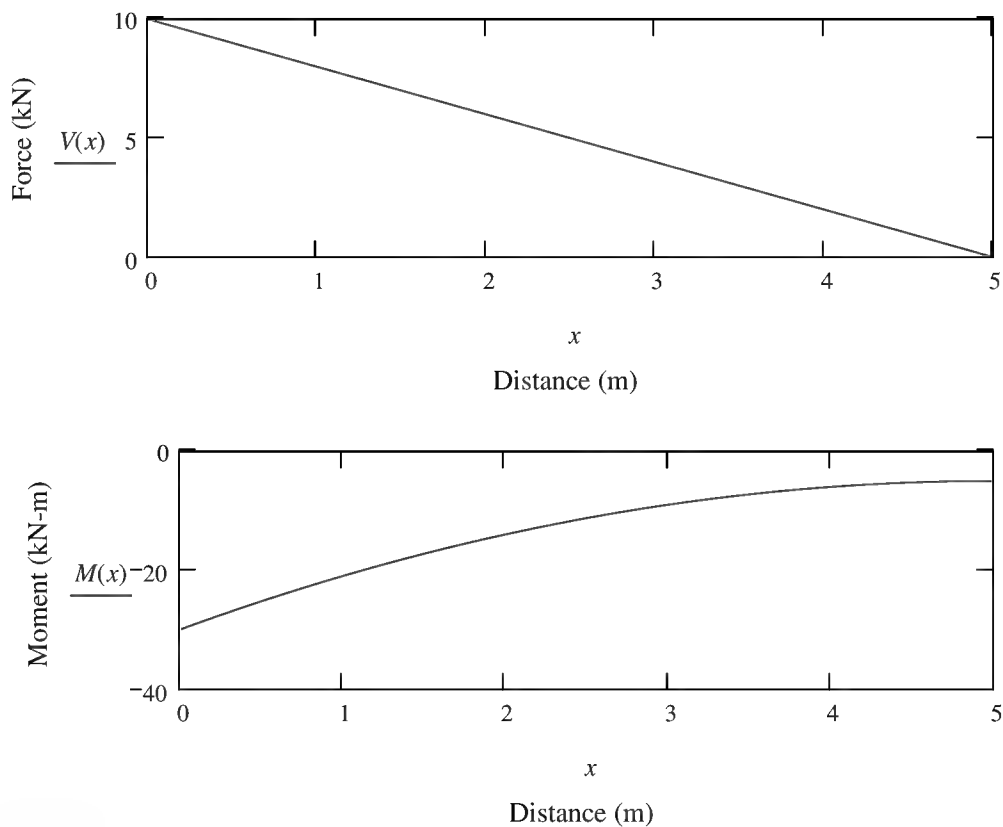 10
5
0
Force (kN)
V(x)
0 1 2 3 4 5
x
Distance (m)
0
−20
−40
Moment (kN-m)
M(x)
0 1 2 3 4 5
x
Distance (m)